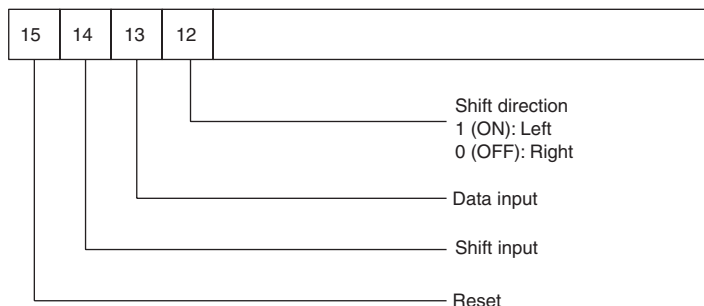 15 14 13 12
Shift direction
1 (ON): Left
0 (OFF): Right
Data input
Shift input
Reset